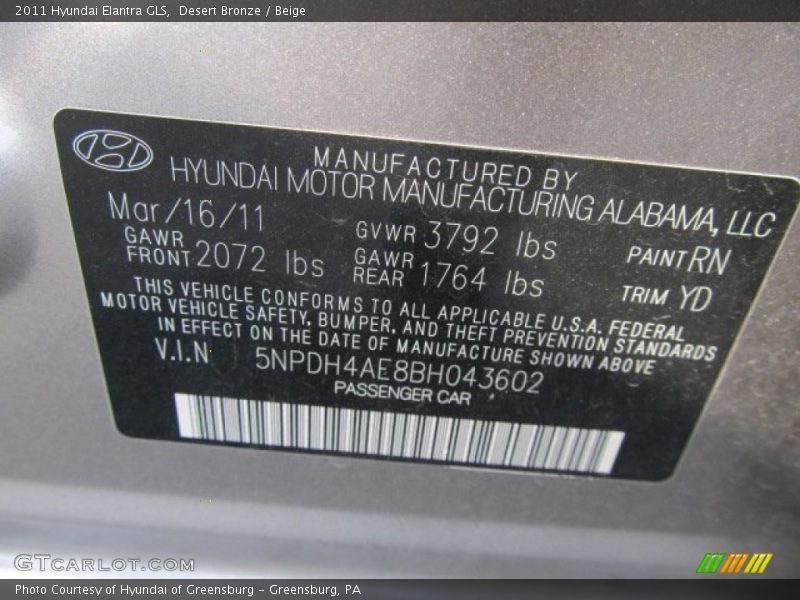 2011 Hyundai Elantra GLS,  Desert Bronze / Beige
MANUFACTURED BY
HYUNDAI MOTOR MANUFACTURING ALABAMA, LLC
Mar/16/11
GVWR 3792 lbs
PAINT RN
GAWR FRONT 2072 lbs
GAWR REAR 1764 lbs
TRIM YD
THIS VEHICLE CONFORMS TO ALL APPLICABLE U.S.A. FEDERAL
MOTOR VEHICLE SAFETY, BUMPER, AND THEFT PREVENTION STANDARDS
IN EFFECT ON THE DATE OF MANUFACTURE SHOWN ABOVE
V.I.N 5NPDH4AE8BH043602
PASSENGER CAR
GTCARLOT.COM
Photo Courtesy of Hyundai of Greensburg - Greensburg, PA